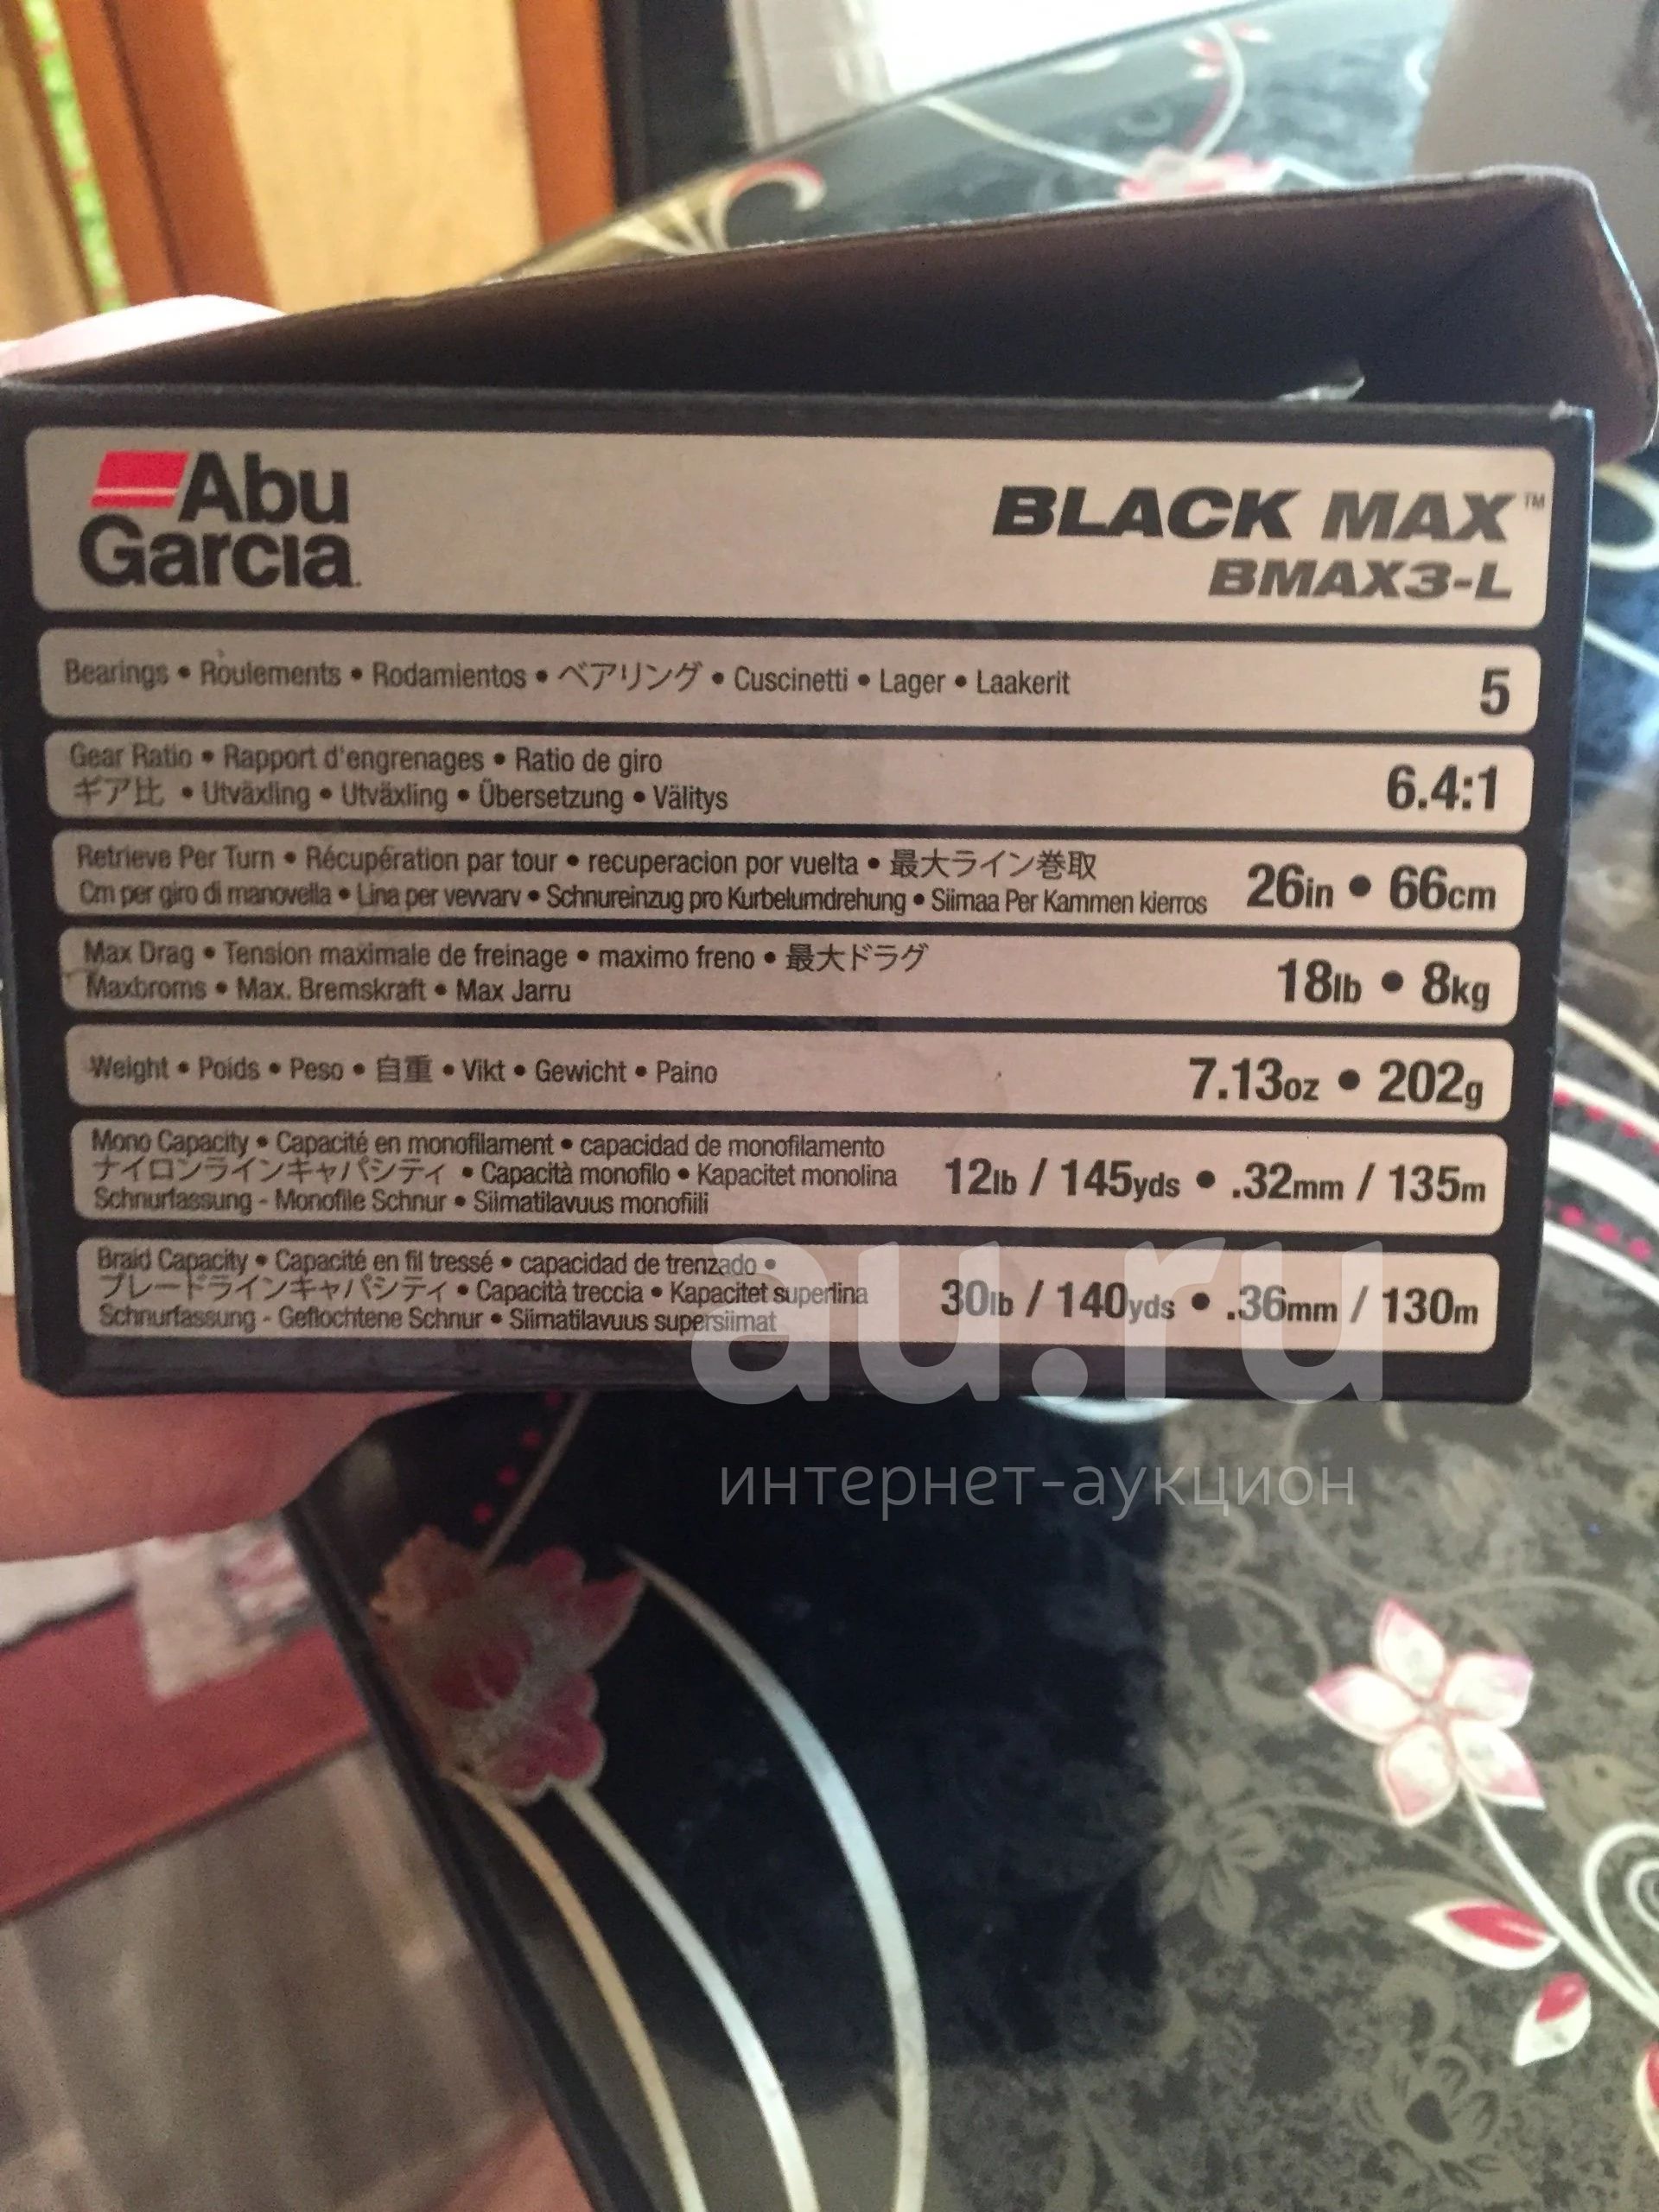 Abu
Garcia
BLACK MAX™
BMAX3-L
Bearings • Roulements • Rodamientos • ベアリング • Cuscinetti • Lager • Laakerit
5
Gear Ratio • Rapport d'engrenages • Ratio de giro
ギア比 • Utväxling • Utväxling • Übersetzung • Välitys
6.4:1
Retrieve Per Turn • Récupération par tour • recuperacion por vuelta • 最大ライン巻取
Cm per giro di manovella • Lina per vevvarv • Schnureinzug pro Kurbelumdrehung • Siimaa Per Kammen kierros
26in • 66cm
Max Drag • Tension maximale de freinage • maximo freno • 最大ドラグ
Maxbroms • Max. Bremskraft • Max Jarru
18lb • 8kg
Weight • Poids • Peso • 自重 • Vikt • Gewicht • Paino
7.13oz • 202g
Mono Capacity • Capacité en monofilament • capacidad de monofilamento
ナイロンラインキャパシティ • Capacità monofilo • Kapacitet monolina
Schnurfassung - Monofile Schnur • Siimatilavuus monofiili
12lb / 145yds • .32mm / 135m
Braid Capacity • Capacité en fil tressé • capacidad de trenzado •
ブレードラインキャパシティ • Capacità treccia • Kapacitet superlina
Schnurfassung - Geflochtene Schnur • Siimatilavuus supersiimat
30lb / 140yds • .36mm / 130m
au.ru
интернет-аукцион